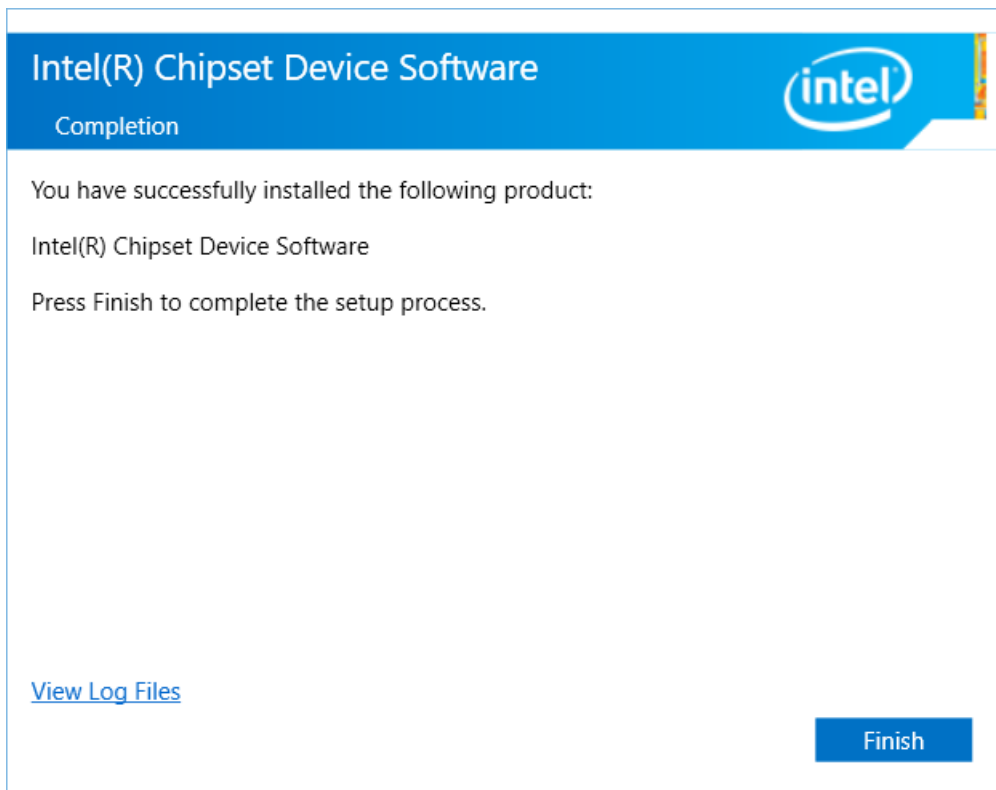 Intel(R) Chipset Device Software
intel
Completion
You have successfully installed the following product:
Intel(R) Chipset Device Software
Press Finish to complete the setup process.
View Log Files
Finish